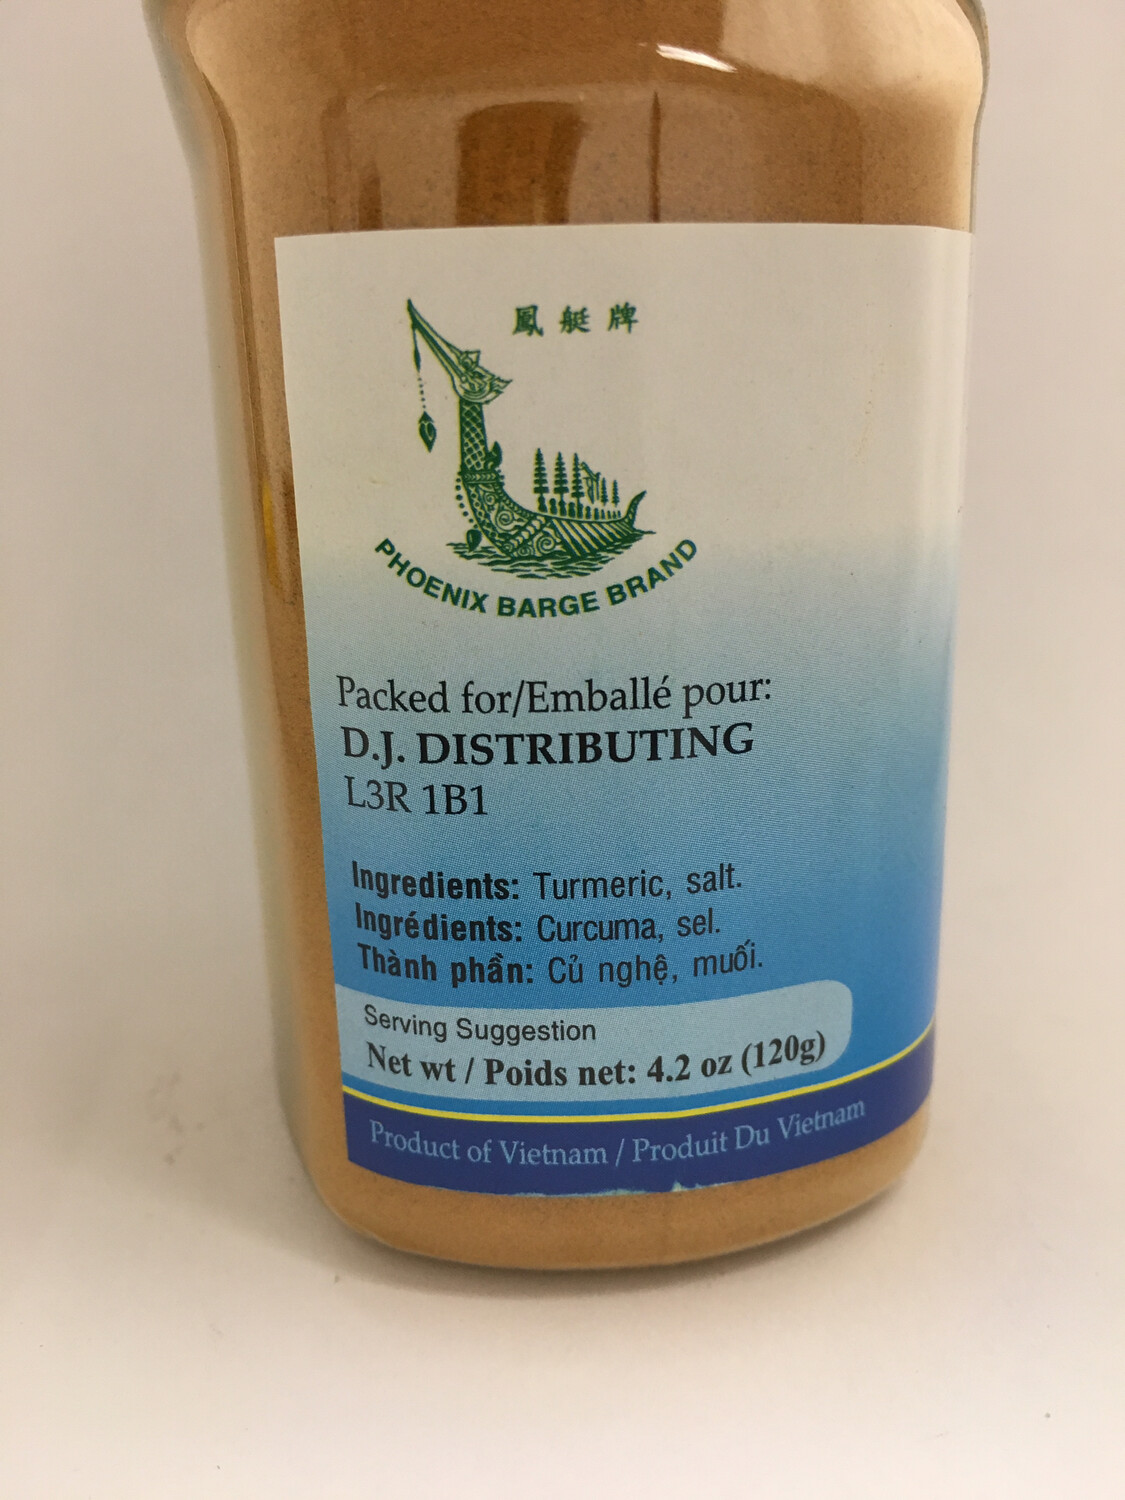 鳳艇牌
PHOENIX BARGE BRAND
Packed for/Emballé pour:
D.J. DISTRIBUTING
L3R 1B1
Ingredients: Turmeric, salt.
Ingrédients: Curcuma, sel.
Thành phần: Củ nghệ, muối.
Serving Suggestion
Net wt / Poids net: 4.2 oz (120g)
Product of Vietnam / Produit Du Vietnam